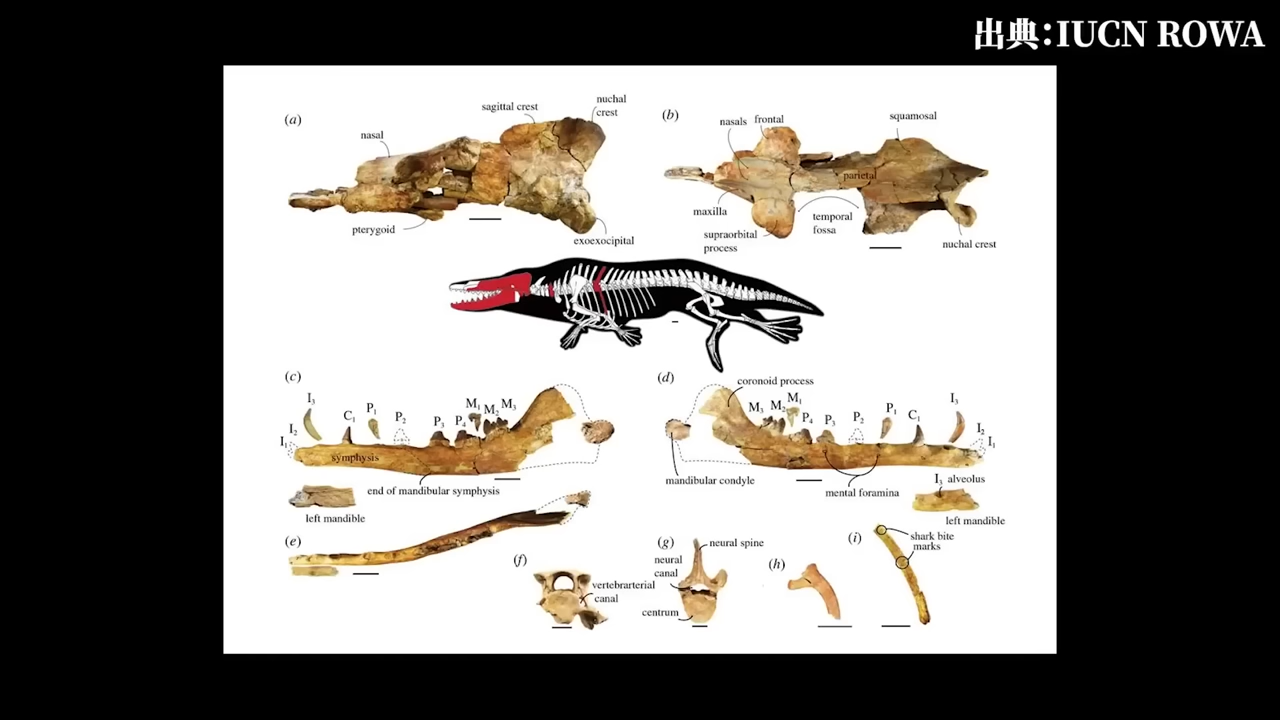 出典:IUCN ROWA
(a)
sagittal crest
nuchal
crest
nasal
pterygoid
exoexocipital
(b)
nasals
frontal
squamosal
parietal
maxilla
temporal
fossa
supraorbital
process
nuchal crest
(c)
I3
I2
I1
C1
P1
P2
P3
P4
M1
M2
M3
symphysis
end of mandibular symphysis
left mandible
(d)
coronoid process
M3
M2
M1
P4
P3
P2
P1
C1
I3
I2
I1
mandibular condyle
mental foramina
I3 alveolus
left mandible
(e)
(f)
vertebrarterial
canal
(g)
neural spine
neural
canal
centrum
(h)
(i)
shark bite
marks